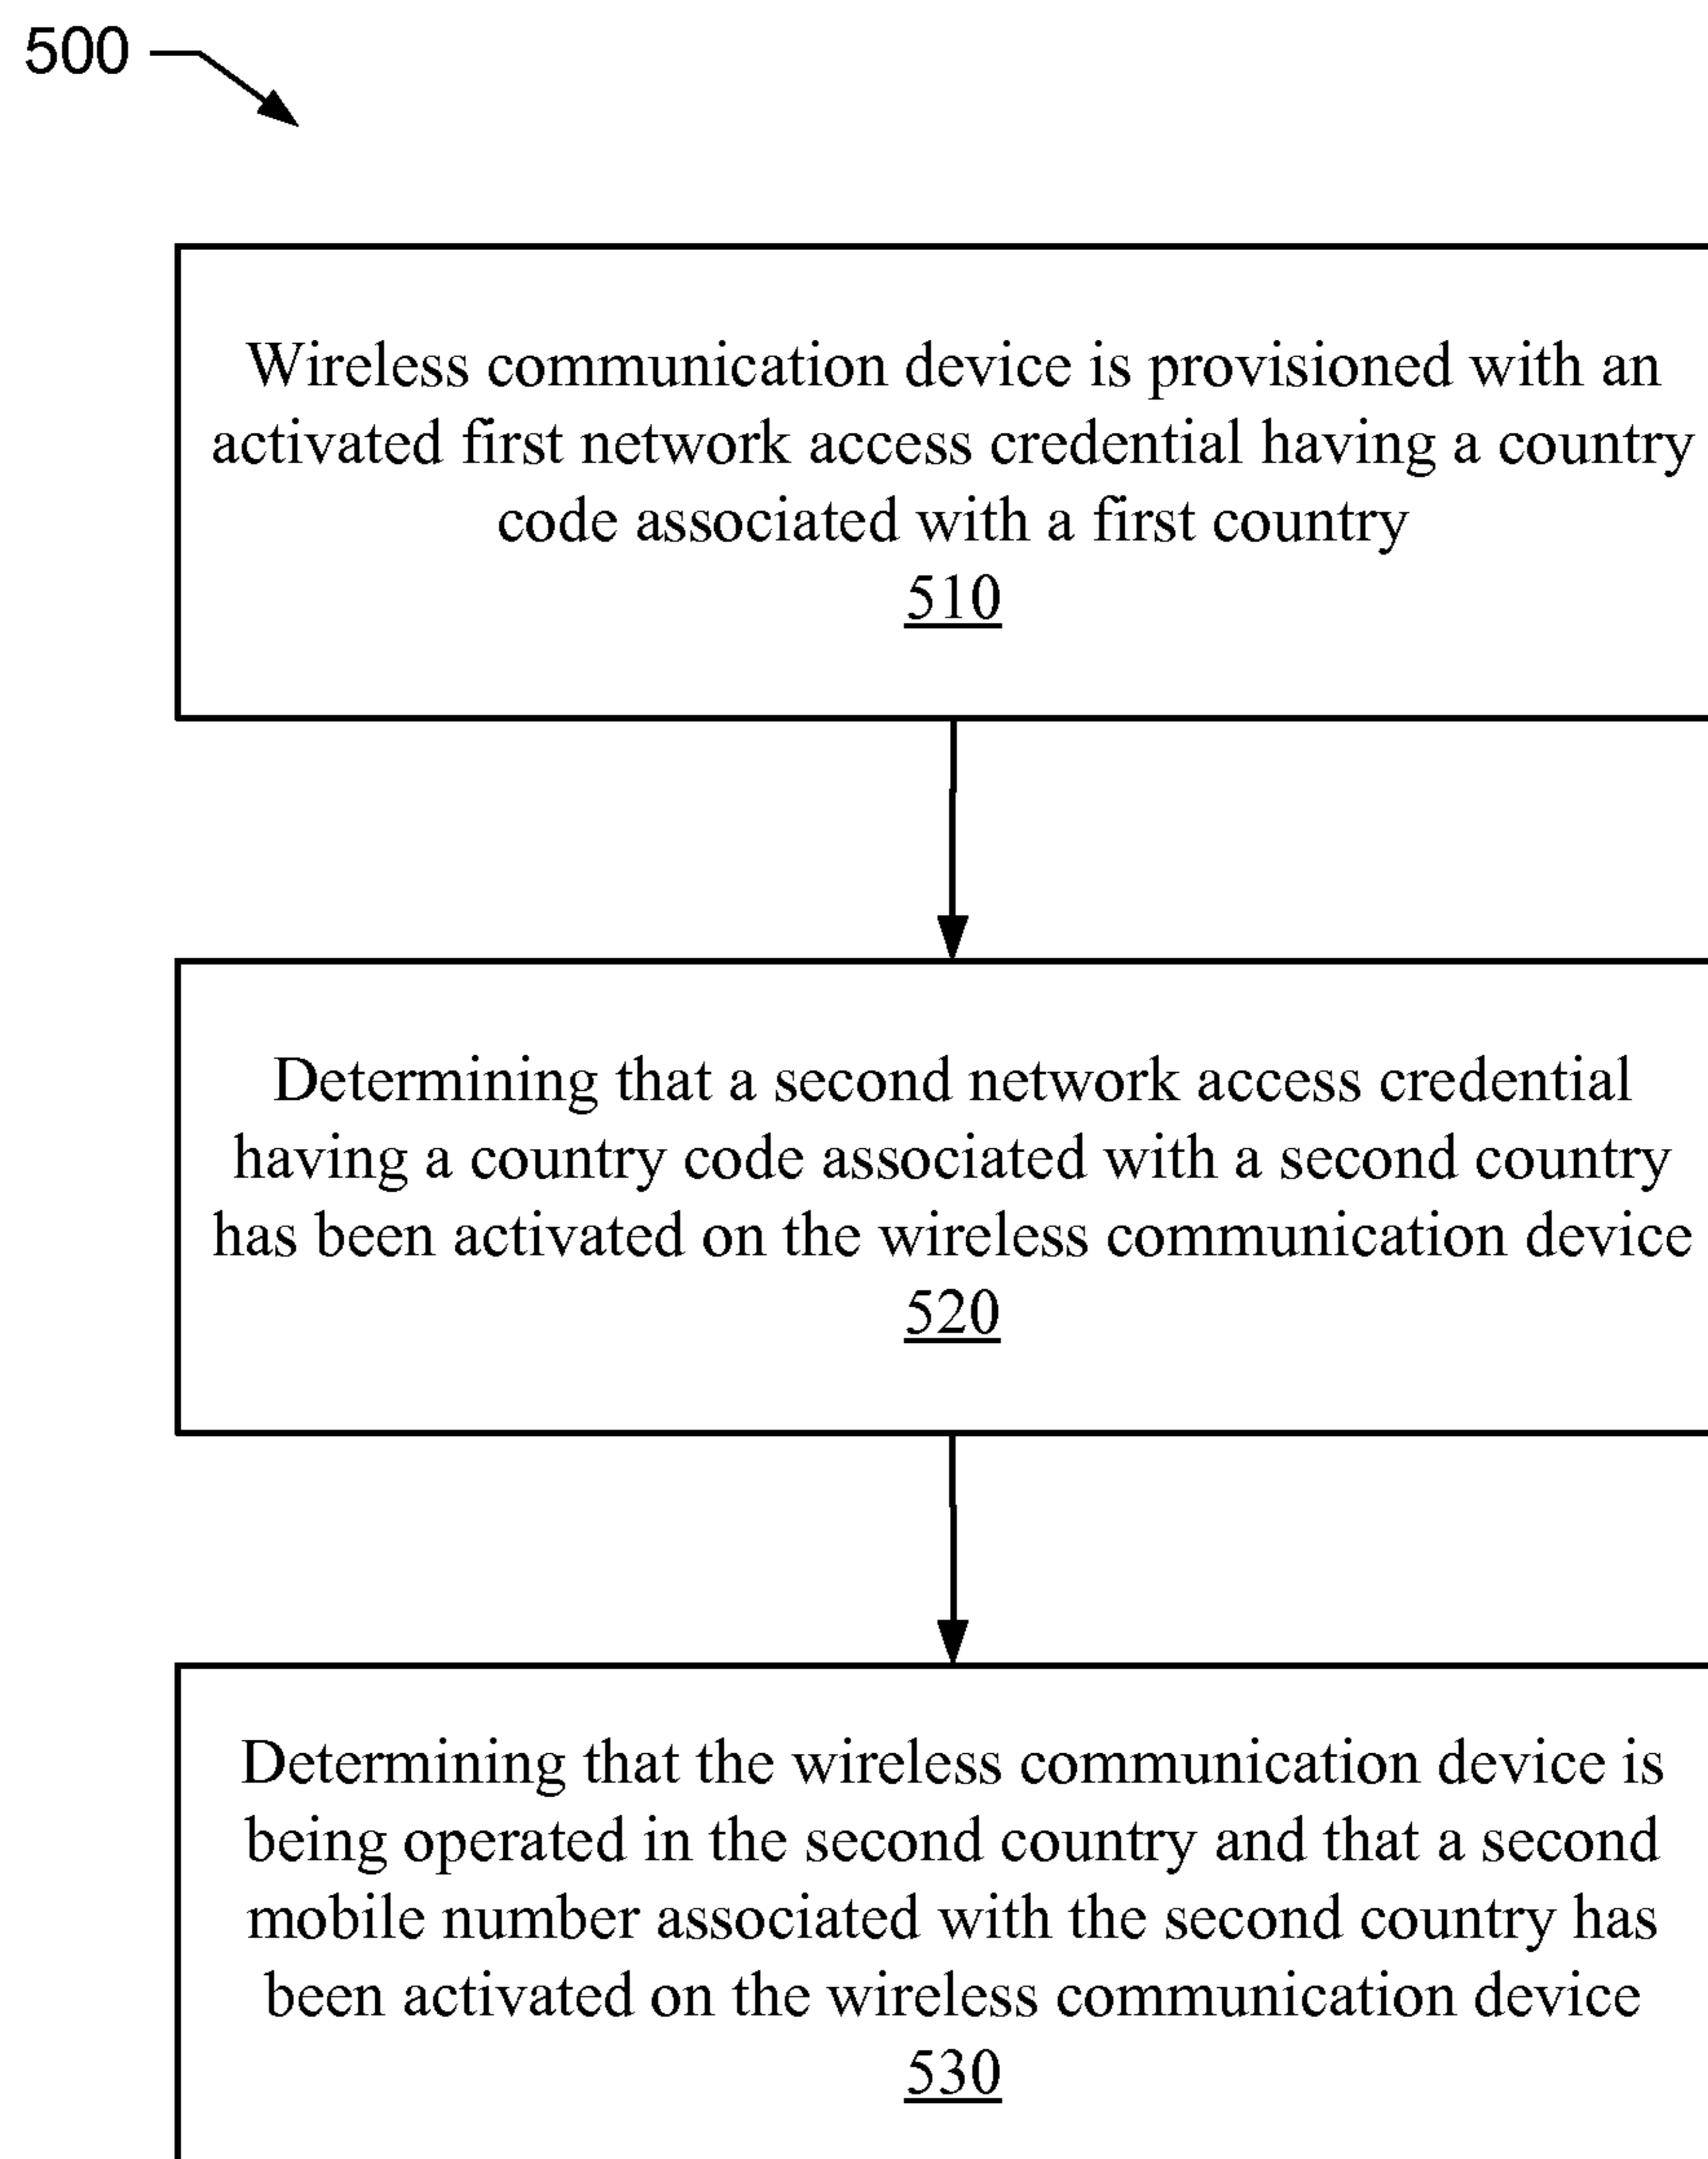 500
Wireless communication device is provisioned with an
activated first network access credential having a country
code associated with a first country
510
Determining that a second network access credential
having a country code associated with a second country
has been activated on the wireless communication device
520
Determining that the wireless communication device is
being operated in the second country and that a second
mobile number associated with the second country has
been activated on the wireless communication device
530